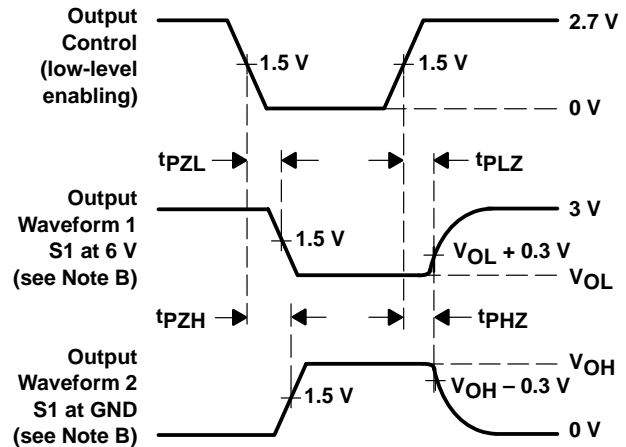 Output
Control
(low-level
enabling)
1.5 V
1.5 V
2.7 V
0 V
tPZL
tPLZ
Output
Waveform 1
S1 at 6 V
(see Note B)
1.5 V
3 V
VOL + 0.3 V
VOL
tPZH
tPHZ
Output
Waveform 2
S1 at GND
(see Note B)
1.5 V
VOH
VOH – 0.3 V
0 V